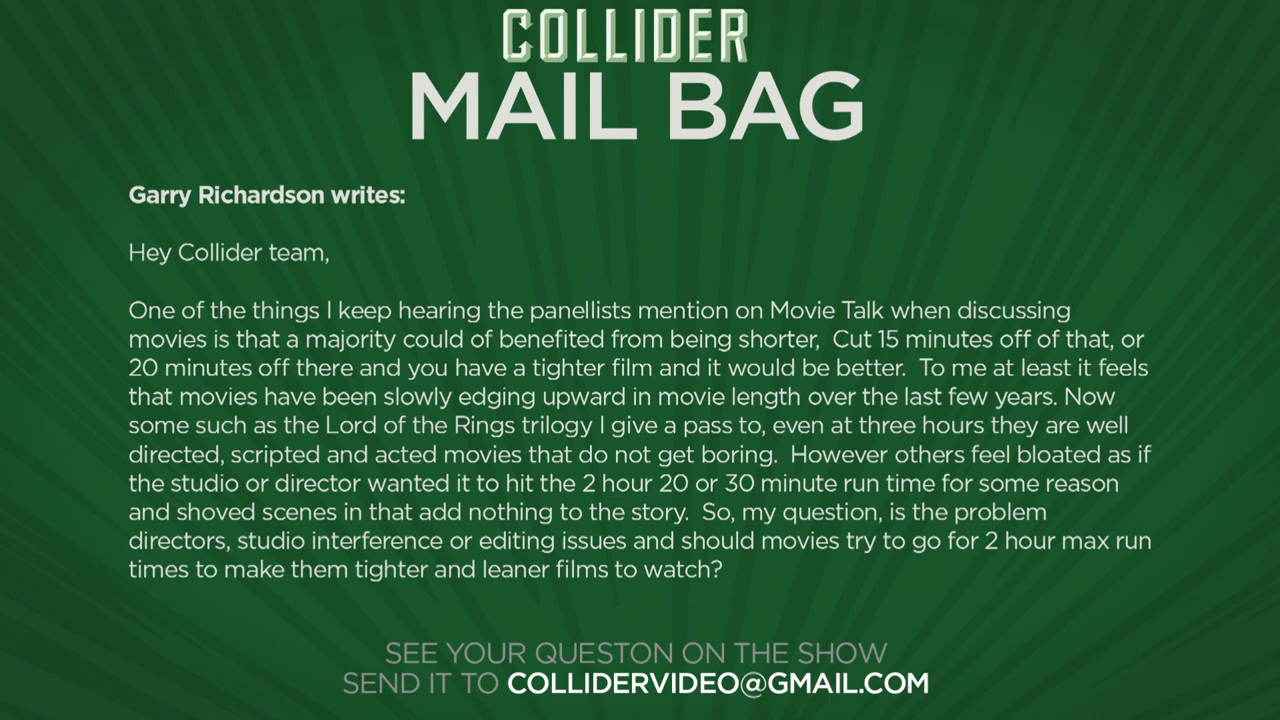 COLLIDER
MAIL BAG
Garry Richardson writes:
Hey Collider team,
One of the things I keep hearing the panellists mention on Movie Talk when discussing
movies is that a majority could of benefited from being shorter,  Cut 15 minutes off of that, or
20 minutes off there and you have a tighter film and it would be better.  To me at least it feels
that movies have been slowly edging upward in movie length over the last few years. Now
some such as the Lord of the Rings trilogy I give a pass to, even at three hours they are well
directed, scripted and acted movies that do not get boring.  However others feel bloated as if
the studio or director wanted it to hit the 2 hour 20 or 30 minute run time for some reason
and shoved scenes in that add nothing to the story.  So, my question, is the problem
directors, studio interference or editing issues and should movies try to go for 2 hour max run
times to make them tighter and leaner films to watch?
SEE YOUR QUESTON ON THE SHOW
SEND IT TO COLLIDERVIDEO@GMAIL.COM